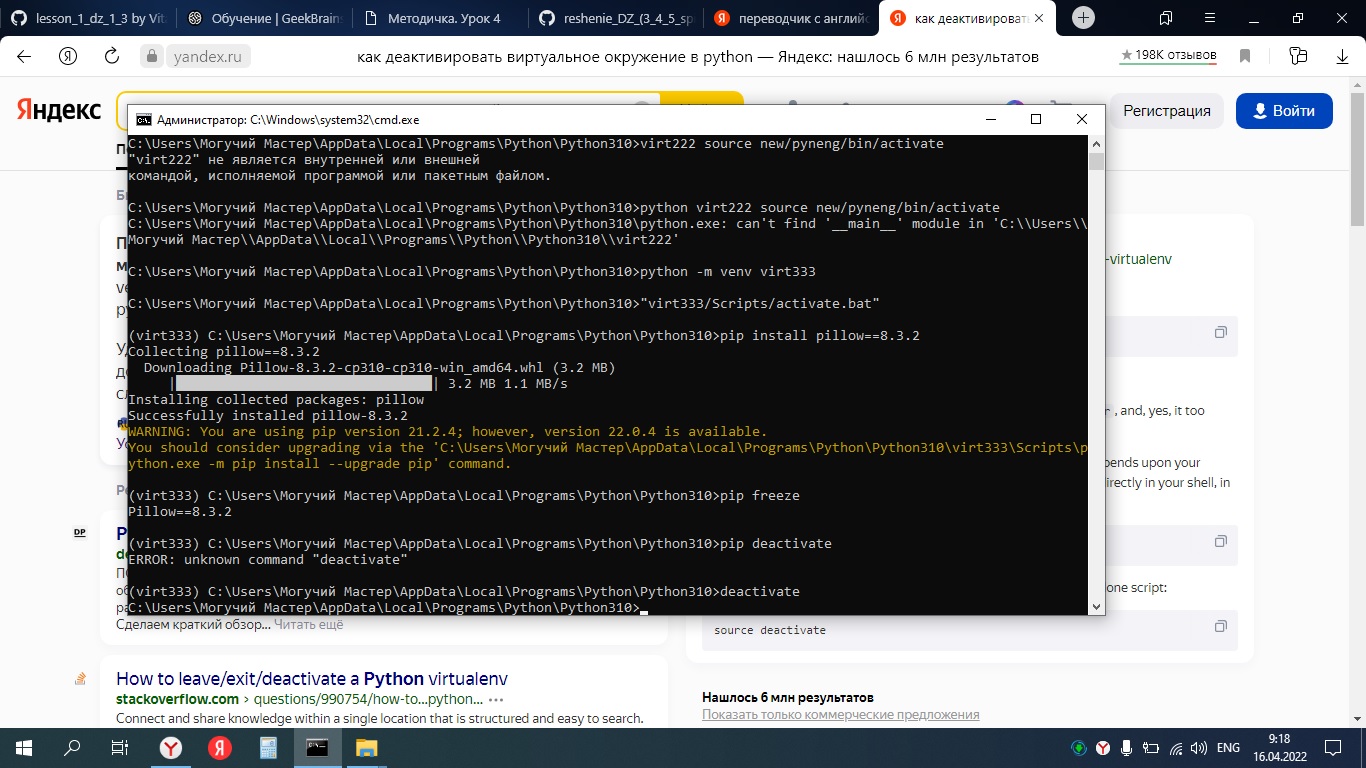 lesson_1_dz_1_3 by Vit
Обучение | GeekBrain
Методичка. Урок 4
reshenie_DZ_(3_4_5_sp
переводчик с англий
как деактивироват
yandex.ru
как деактивировать виртуальное окружение в python — Яндекс: нашлось 6 млн результатов
★ 198K отзывов
Яндекс
Регистрация
Войти
Администратор: C:\Windows\system32\cmd.exe
C:\Users\Могучий Мастер\AppData\Local\Programs\Python\Python310>virt222 source new/pyneng/bin/activate
"virt222" не является внутренней или внешней
командой, исполняемой программой или пакетным файлом.
C:\Users\Могучий Мастер\AppData\Local\Programs\Python\Python310>python virt222 source new/pyneng/bin/activate
C:\Users\Могучий Мастер\AppData\Local\Programs\Python\Python310\python.exe: can't find '__main__' module in 'C:\\Users\\
Могучий Мастер\\AppData\\Local\\Programs\\Python\\Python310\\virt222'
C:\Users\Могучий Мастер\AppData\Local\Programs\Python\Python310>python -m venv virt333
C:\Users\Могучий Мастер\AppData\Local\Programs\Python\Python310>"virt333/Scripts/activate.bat"
(virt333) C:\Users\Могучий Мастер\AppData\Local\Programs\Python\Python310>pip install pillow==8.3.2
Collecting pillow==8.3.2
Downloading Pillow-8.3.2-cp310-cp310-win_amd64.whl (3.2 MB)
| | 3.2 MB 1.1 MB/s
Installing collected packages: pillow
Successfully installed pillow-8.3.2
WARNING: You are using pip version 21.2.4; however, version 22.0.4 is available.
You should consider upgrading via the 'C:\Users\Могучий Мастер\AppData\Local\Programs\Python\Python310\virt333\Scripts\p
ython.exe -m pip install --upgrade pip' command.
(virt333) C:\Users\Могучий Мастер\AppData\Local\Programs\Python\Python310>pip freeze
Pillow==8.3.2
(virt333) C:\Users\Могучий Мастер\AppData\Local\Programs\Python\Python310>pip deactivate
ERROR: unknown command "deactivate"
(virt333) C:\Users\Могучий Мастер\AppData\Local\Programs\Python\Python310>deactivate
C:\Users\Могучий Мастер\AppData\Local\Programs\Python\Python310>
-virtualenv
, and, yes, it too
pends upon your
directly in your shell, in
one script:
source deactivate
DP
Сделаем краткий обзор... Читать ещё
How to leave/exit/deactivate a Python virtualenv
stackoverflow.com › questions/990754/how-to...python...
Connect and share knowledge within a single location that is structured and easy to search.
Нашлось 6 млн результатов
Показать только коммерческие предложения
ENG
9:18
16.04.2022